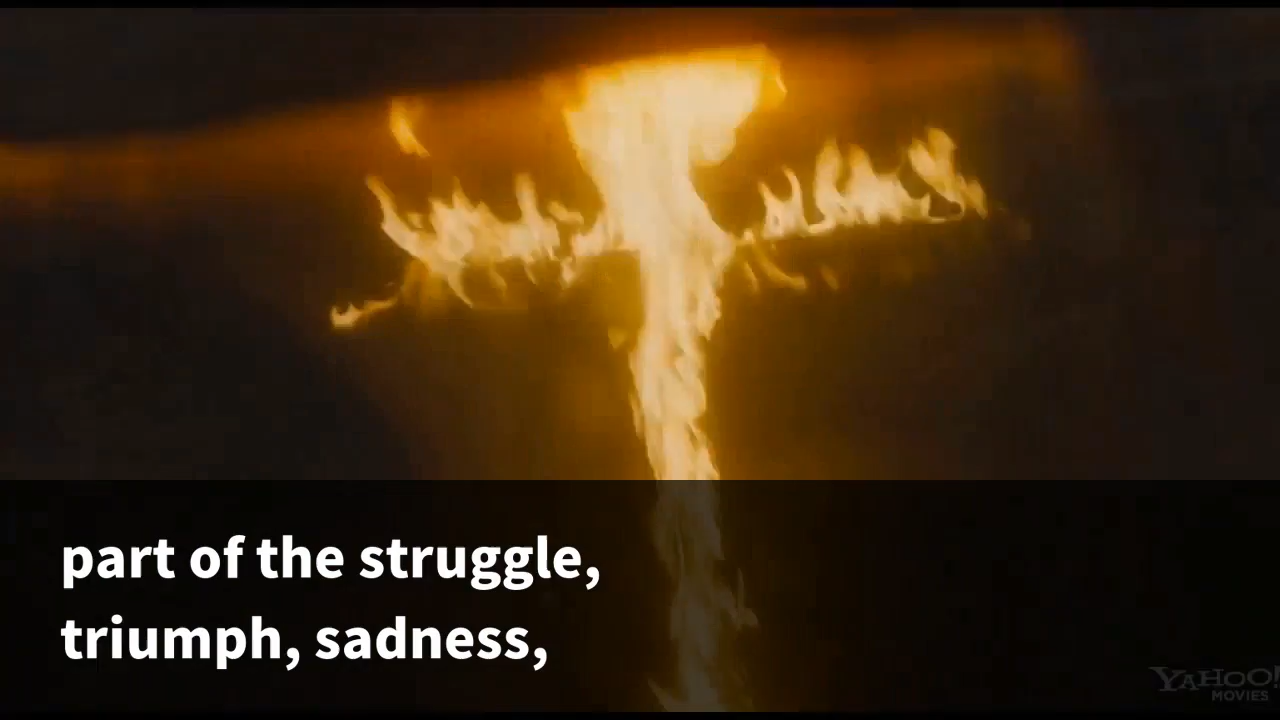 part of the struggle,
triumph, sadness,
YAHOO!
MOVIES